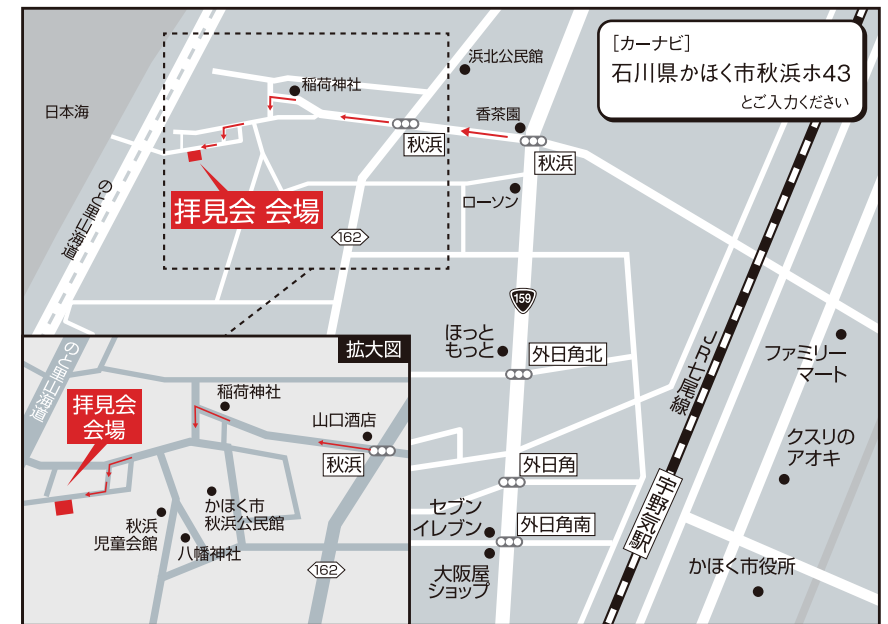 [カーナビ]
石川県かほく市秋浜ホ43
とご入力ください
日本海
稲荷神社
浜北公民館
香茶園
秋浜
秋浜
ローソン
拝見会 会場
のと里山海道
162
159
ほっと
もっと
外日角北
JR七尾線
ファミリー
マート
クスリの
アオキ
外日角
セブン
イレブン
外日角南
宇野気駅
大阪屋
ショップ
かほく市役所
拡大図
のと里山海道
拝見会
会場
稲荷神社
山口酒店
秋浜
かほく市
秋浜公民館
秋浜
児童会館
八幡神社
162